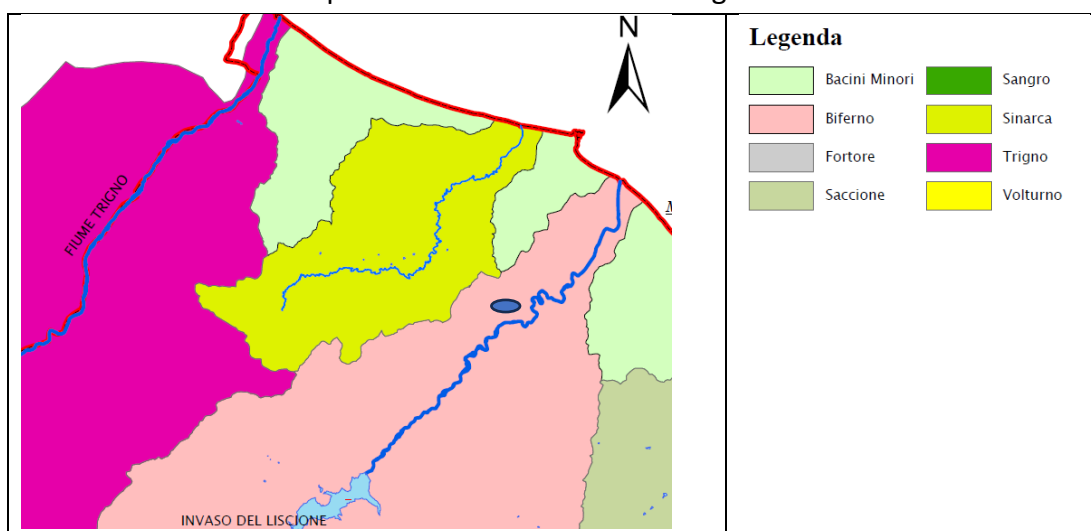 N
FIUME TRIGNO
INVASO DEL LISCIONE
Legenda
Bacini Minori
Sangro
Biferno
Sinarca
Fortore
Trigno
Saccione
Volturno